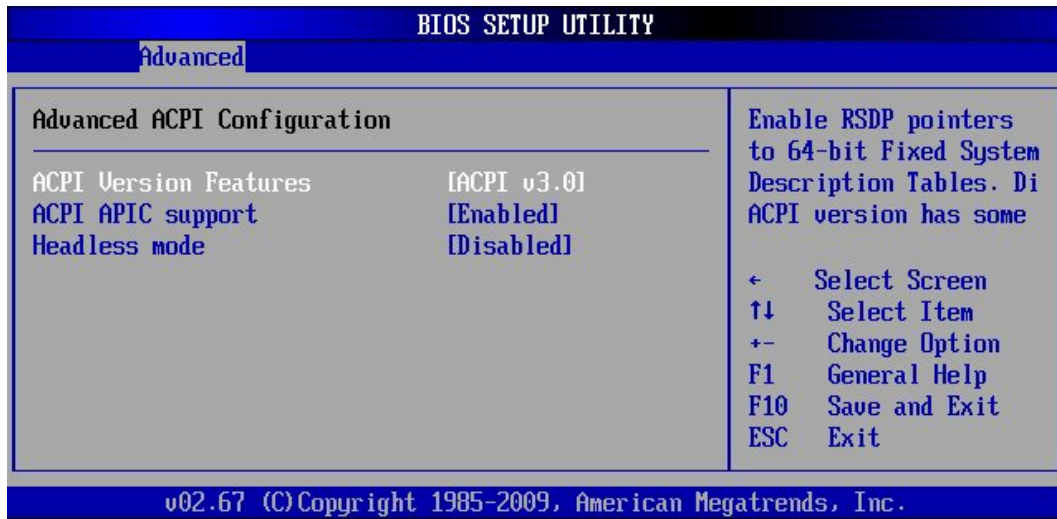 BIOS SETUP UTILITY
Advanced
Advanced ACPI Configuration
ACPI Version Features [ACPI v3.0]
ACPI APIC support [Enabled]
Headless mode [Disabled]
Enable RSDP pointers
to 64-bit Fixed System
Description Tables. Di
ACPI version has some
← Select Screen
↑↓ Select Item
+- Change Option
F1 General Help
F10 Save and Exit
ESC Exit
v02.67 (C)Copyright 1985-2009, American Megatrends, Inc.